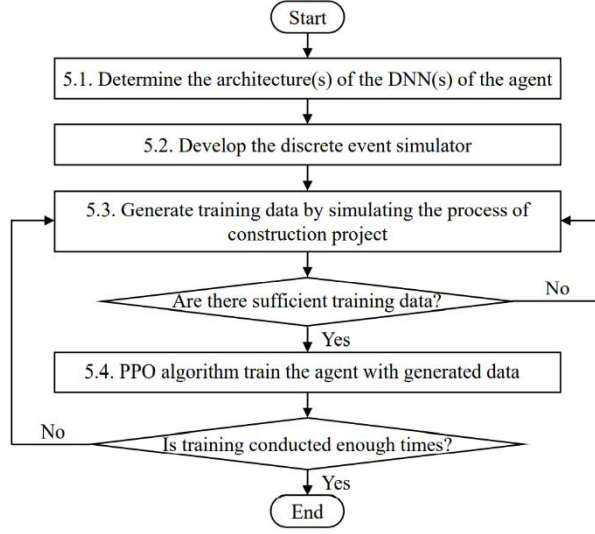 Start
5.1. Determine the architecture(s) of the DNN(s) of the agent
5.2. Develop the discrete event simulator
5.3. Generate training data by simulating the process of
construction project
Are there sufficient training data?
No
Yes
5.4. PPO algorithm train the agent with generated data
No
Is training conducted enough times?
Yes
End